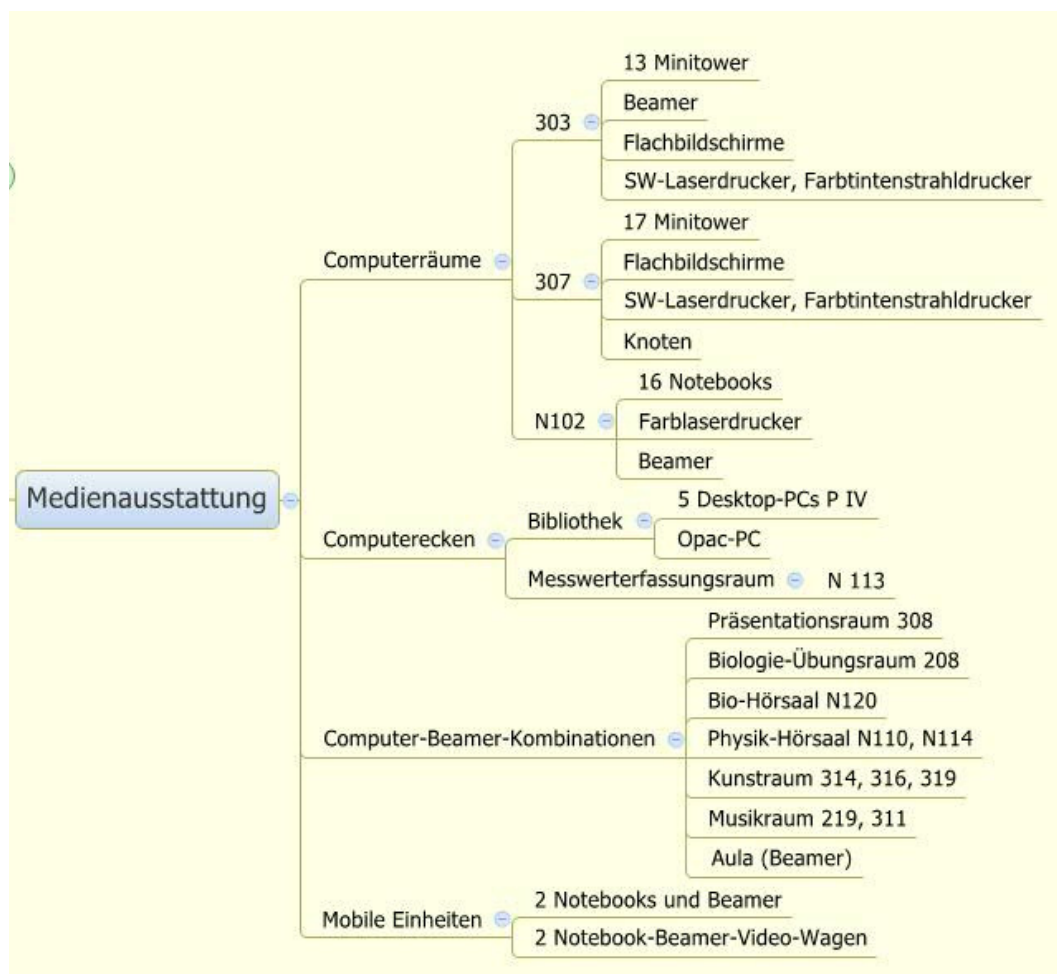 Medienausstattung
Computerräume
303
13 Minitower
Beamer
Flachbildschirme
SW-Laserdrucker, Farbtintenstrahldrucker
307
17 Minitower
Flachbildschirme
SW-Laserdrucker, Farbtintenstrahldrucker
Knoten
N102
16 Notebooks
Farblaserdrucker
Beamer
Computerecken
Bibliothek
5 Desktop-PCs P IV
Opac-PC
Messwerterfassungsraum
N 113
Computer-Beamer-Kombinationen
Präsentationsraum 308
Biologie-Übungsraum 208
Bio-Hörsaal N120
Physik-Hörsaal N110, N114
Kunstraum 314, 316, 319
Musikraum 219, 311
Aula (Beamer)
Mobile Einheiten
2 Notebooks und Beamer
2 Notebook-Beamer-Video-Wagen